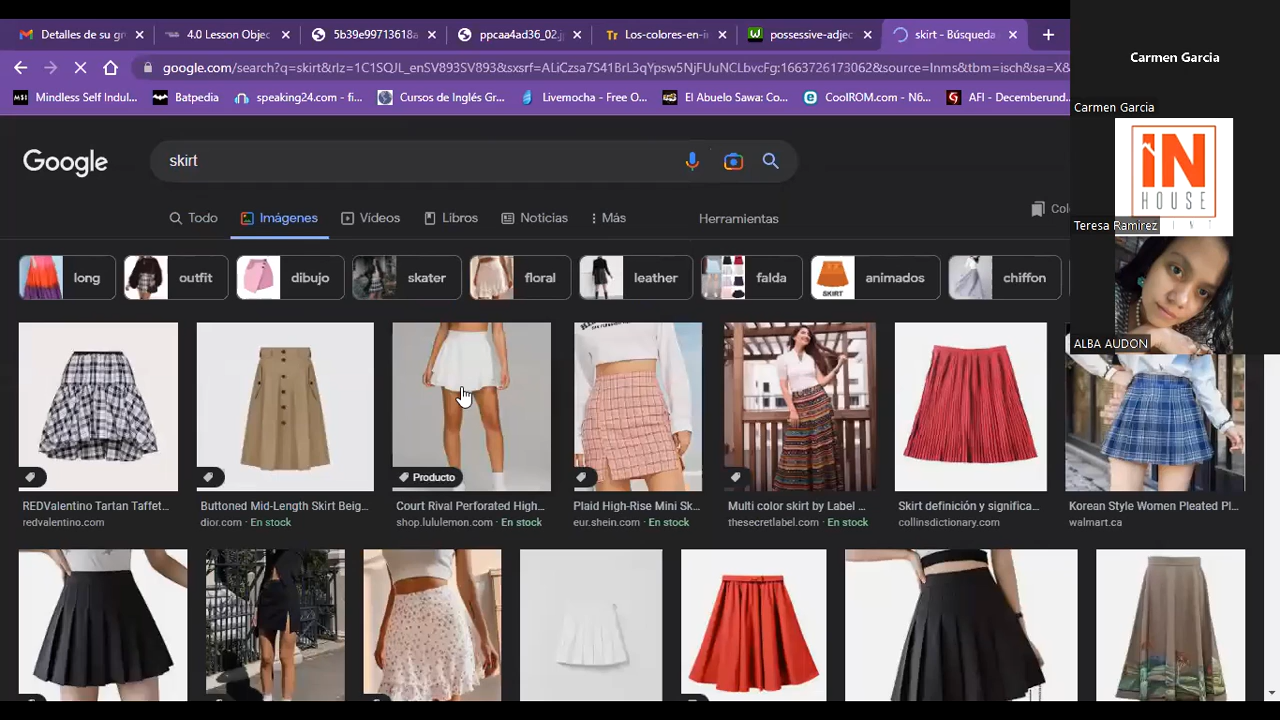 Detalles de su gr
4.0 Lesson Objec
5b39e99713618a
ppcaa4ad36_02.j
Los-colores-en-i
possessive-adjec
skirt - Búsqueda
google.com/search?q=skirt&rlz=1C1SQJL_enSV893SV893&sxsrf=ALiCzsa7S41BrL3qYpsw5NjFUuNCLbvcFg:1663726173062&source=lnms&tbm=isch&sa=X&
Mindless Self Indul...
Batpedia
speaking24.com - fi...
Cursos de Inglés Gr...
Livemocha - Free O...
El Abuelo Sawa: Co...
CoolROM.com - N6...
AFI - Decemberund...
Google
skirt
Todo
Imágenes
Vídeos
Libros
Noticias
Más
Herramientas
long
outfit
dibujo
skater
floral
leather
falda
SKIRT
animados
chiffon
Producto
REDValentino Tartan Taffet...
redvalentino.com
Buttoned Mid-Length Skirt Beig...
dior.com · En stock
Court Rival Perforated High...
shop.lululemon.com · En stock
Plaid High-Rise Mini Sk...
eur.shein.com · En stock
Multi color skirt by Label ...
thesecretlabel.com · En stock
Skirt definición y significa...
collinsdictionary.com
Korean Style Women Pleated Pl...
walmart.ca
Carmen Garcia
Carmen Garcia
iN
HOUSE
Teresa Ramirez
ALBA AUDON